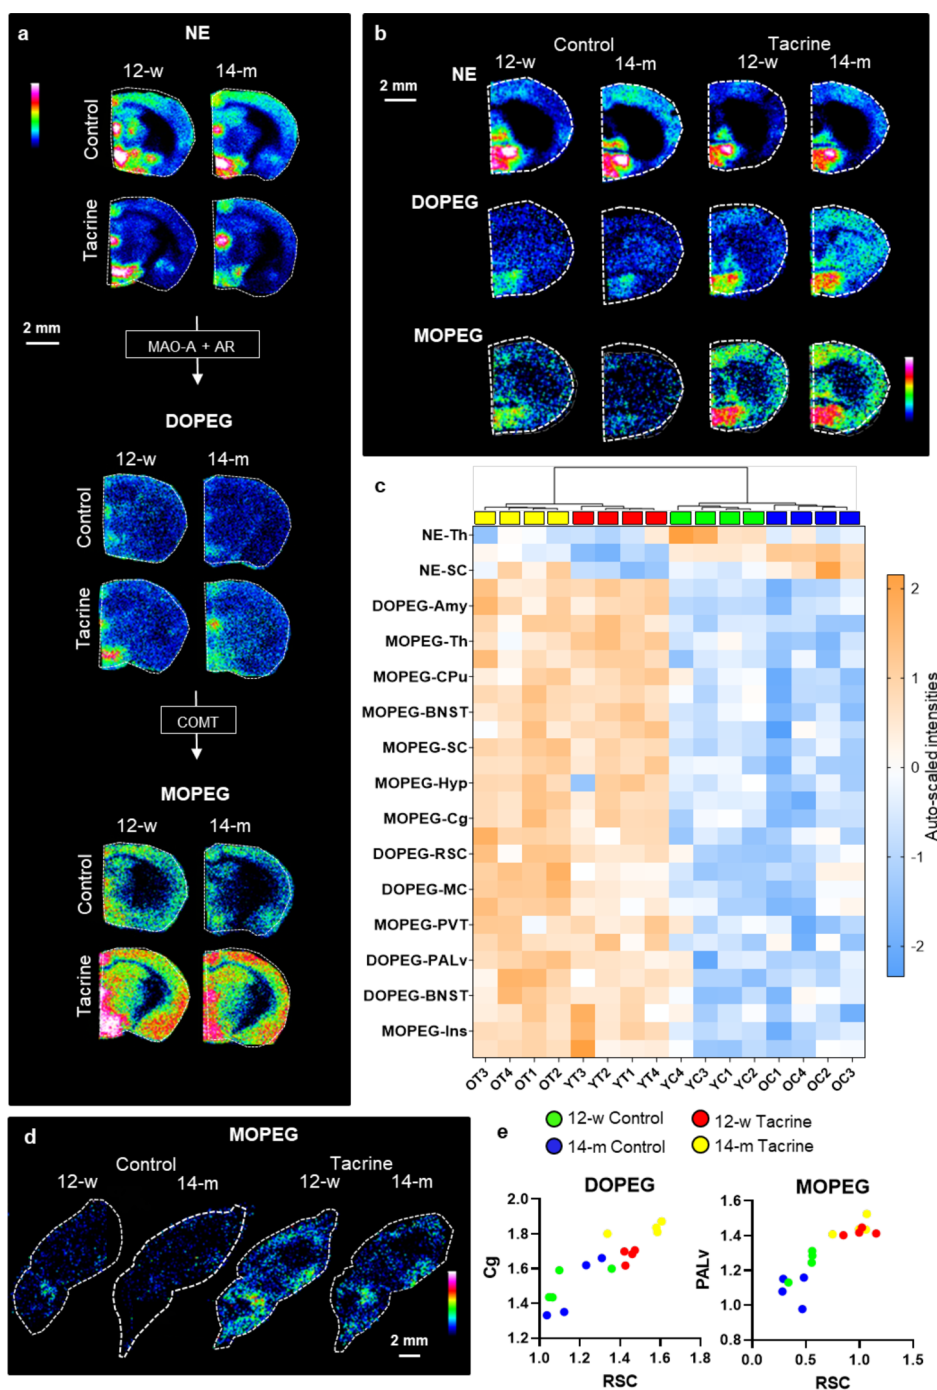 a
NE
12-w 14-m
Control
Tacrine
2 mm
MAO-A + AR
DOPEG
12-w 14-m
Control
Tacrine
COMT
MOPEG
12-w 14-m
Control
Tacrine
b
Control Tacrine
12-w 14-m 12-w 14-m
NE
2 mm
DOPEG
MOPEG
c
NE-Th
NE-SC
DOPEG-Amy
MOPEG-Th
MOPEG-CPu
MOPEG-BNST
MOPEG-SC
MOPEG-Hyp
MOPEG-Cg
DOPEG-RSC
DOPEG-MC
MOPEG-PVT
DOPEG-PALv
DOPEG-BNST
MOPEG-Ins
OT3 OT4 OT1 OT2 YT3 YT2 YT1 YT4 YC4 YC3 YC1 YC2 OC1 OC4 OC2 OC3
2
1
0
-1
-2
Auto-scaled intensities
d
MOPEG
Control Tacrine
12-w 14-m 12-w 14-m
2 mm
e
12-w Control 12-w Tacrine
14-m Control 14-m Tacrine
DOPEG
Cg
2.0
1.8
1.6
1.4
1.2
1.0 1.2 1.4 1.6 1.8
RSC
MOPEG
PALv
1.6
1.4
1.2
1.0
0.8
0.0 0.5 1.0 1.5
RSC